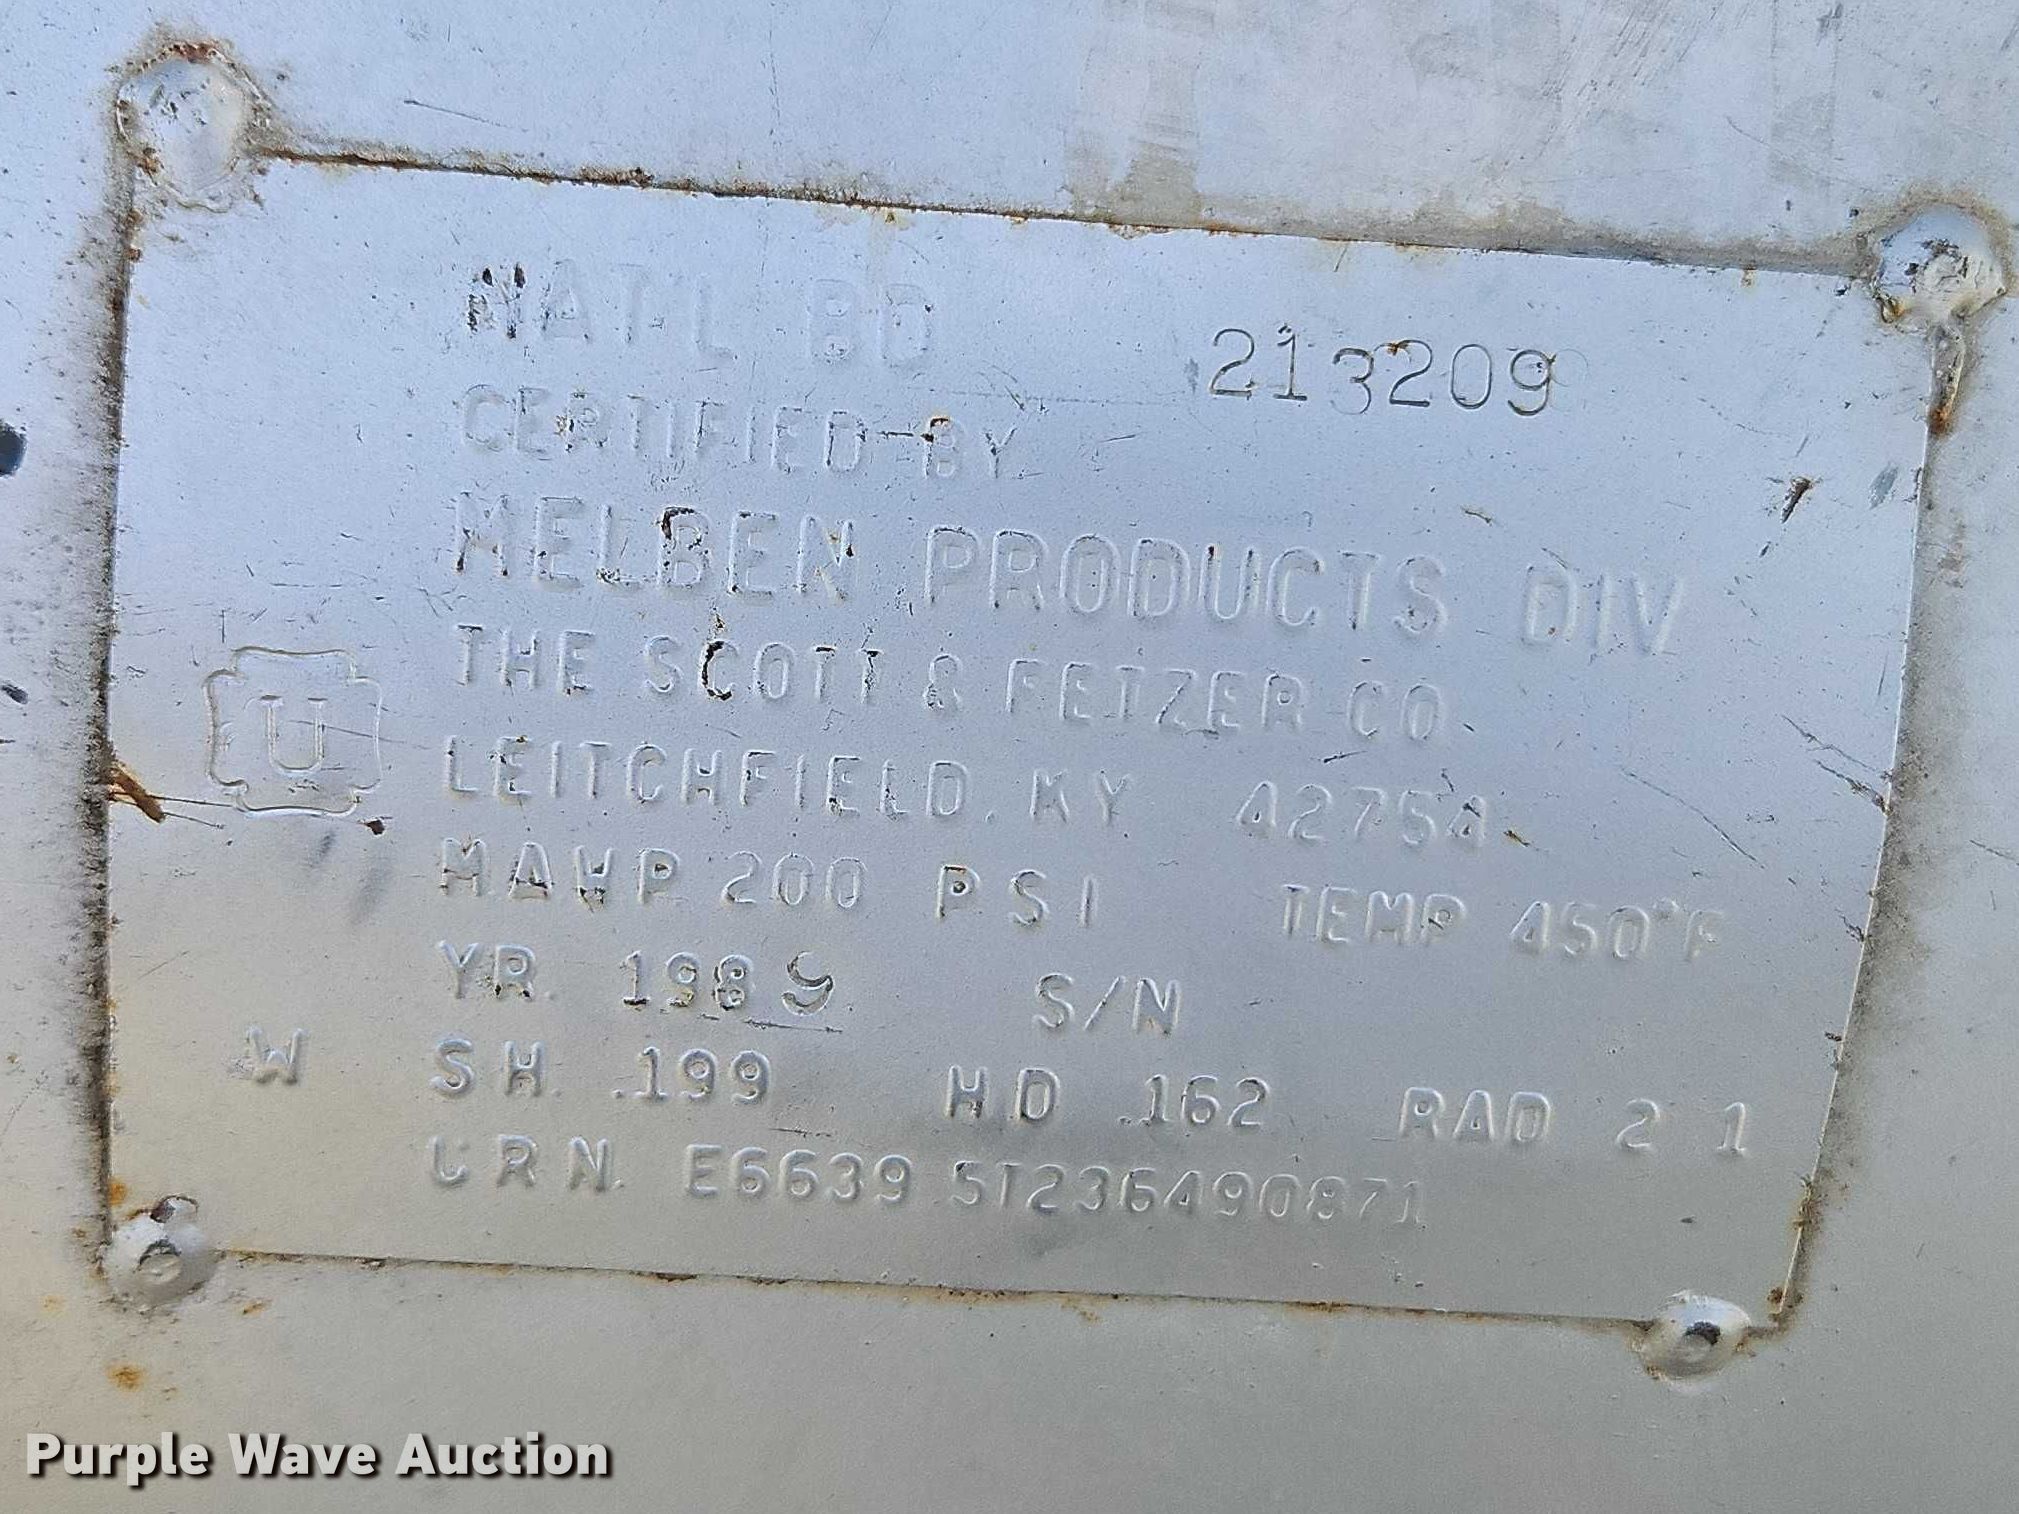 NAT'L BD 213209
CERTIFIED BY
MELBEN PRODUCTS DIV
THE SCOTT & FETZER CO
U
LEITCHFIELD, KY 42754
MAWP 200 PSI TEMP 450°F
YR. 1989 S/N
W SH. .199 HD .162 RAD 2 1
CRN. E6639 5T236490871
Purple Wave Auction